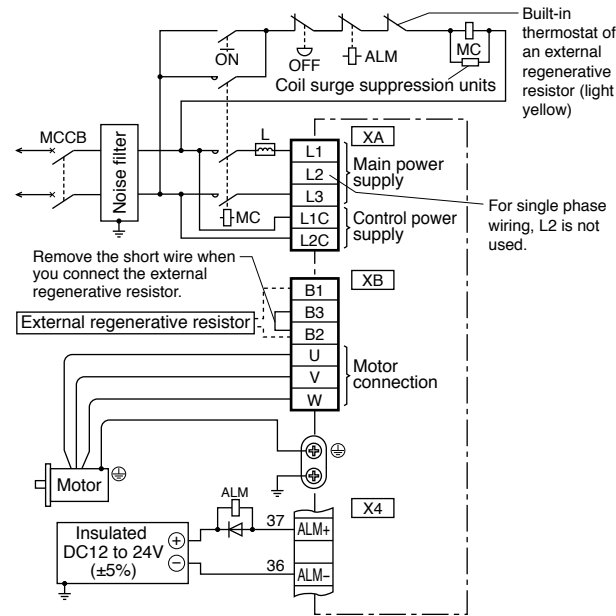 Built-in
thermostat of
an external
regenerative
resistor (light
yellow)
ON
OFF
ALM
MC
Coil surge suppression units
MCCB
Noise filter
L
MC
XA
L1
L2
L3
L1C
L2C
Main power
supply
Control power
supply
For single phase
wiring, L2 is not
used.
Remove the short wire when
you connect the external
regenerative resistor.
External regenerative resistor
XB
B1
B3
B2
U
V
W
Motor
connection
Motor
ALM
X4
Insulated
DC12 to 24V
(±5%)
+
−
37
ALM+
36
ALM−